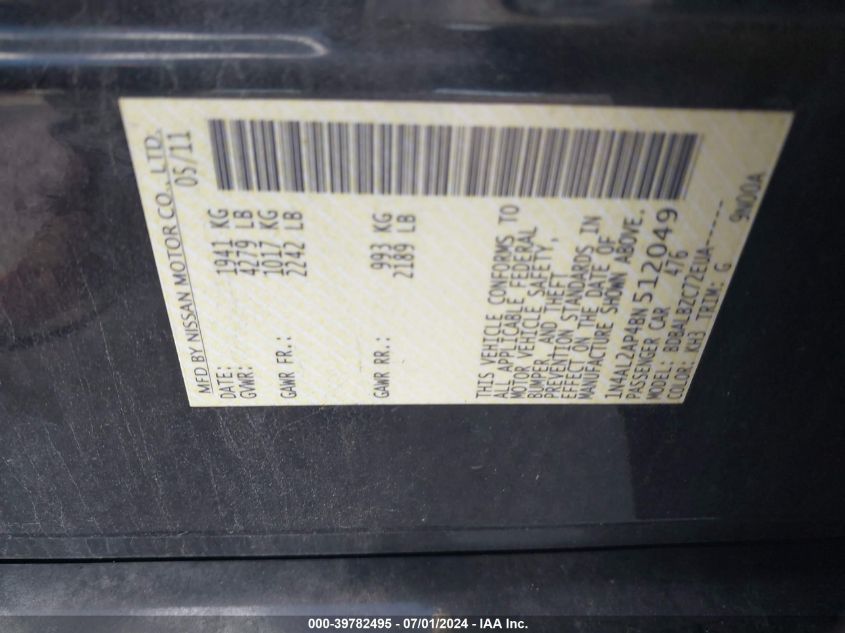 MFD BY NISSAN MOTOR CO., LTD.
DATE: 05/11
GVWR: 1941 KG
4279 LB
GAWR FR.: 1017 KG
2242 LB
GAWR RR.: 993 KG
2189 LB
THIS VEHICLE CONFORMS TO
ALL APPLICABLE FEDERAL
MOTOR VEHICLE SAFETY,
BUMPER, AND THEFT
PREVENTION STANDARDS IN
EFFECT ON THE DATE OF
MANUFACTURE SHOWN ABOVE.
1N4AL2AP4BN512049
PASSENGER CAR 476
MODEL: BDRALBZC/72EUA-------
COLOR: KH3 TRIM: G 9N00A
000-39782495 - 07/01/2024 - IAA Inc.